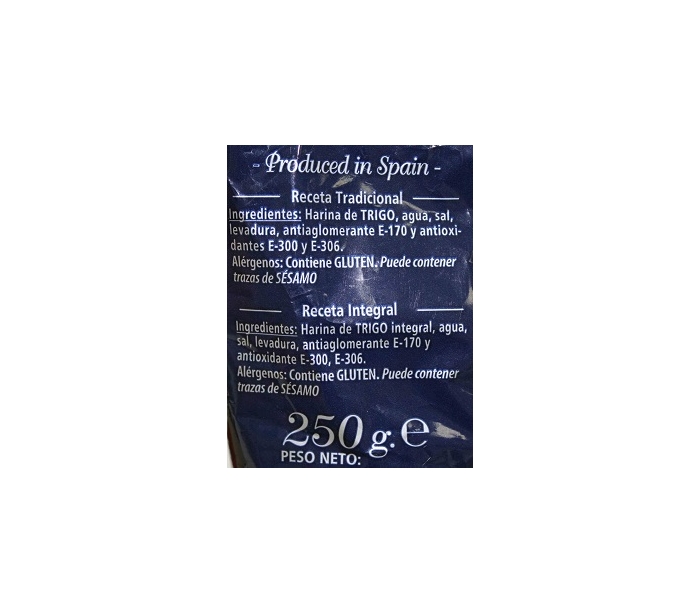 - Produced in Spain -
Receta Tradicional
Ingredientes: Harina de TRIGO, agua, sal,
levadura, antiaglomerante E-170 y antioxi-
dantes E-300 y E-306.
Alérgenos: Contiene GLUTEN. Puede contener
trazas de SÉSAMO
Receta Integral
Ingredientes: Harina de TRIGO integral, agua,
sal, levadura, antiaglomerante E-170 y
antioxidante E-300, E-306.
Alérgenos: Contiene GLUTEN. Puede contener
trazas de SÉSAMO
250 g. ℮
PESO NETO: